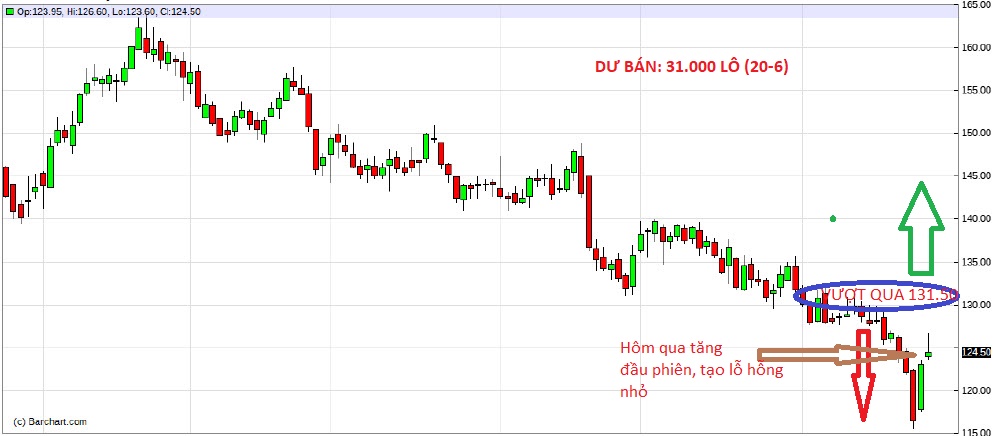 Op:123.95, Hi:126.60, Lo:123.60, Cl:124.50
165.00
160.00
DƯ BÁN: 31.000 LÔ (20-6)
155.00
150.00
145.00
140.00
135.00
VƯỢT QUA 131.50
130.00
Hôm qua tăng
đầu phiên, tạo lỗ hổng
nhỏ
124.50
120.00
(c) Barchart.com
115.00